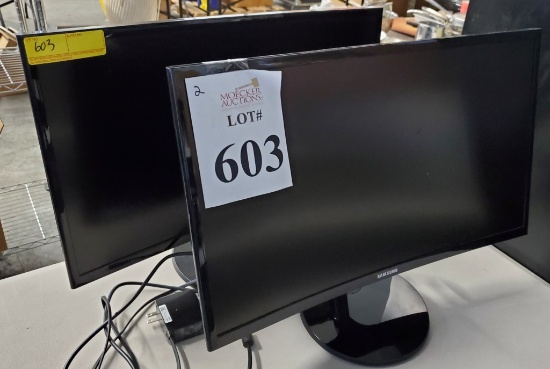 603
2
MOECKER
AUCTIONS
LOT#
603
SAMSUNG